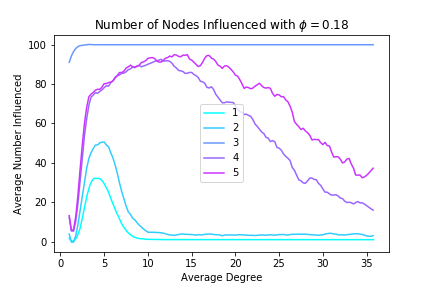 Number of Nodes Influenced with ϕ = 0.18
Average Number Influenced
100
80
60
40
20
0
1
2
3
4
5
0 5 10 15 20 25 30 35
Average Degree